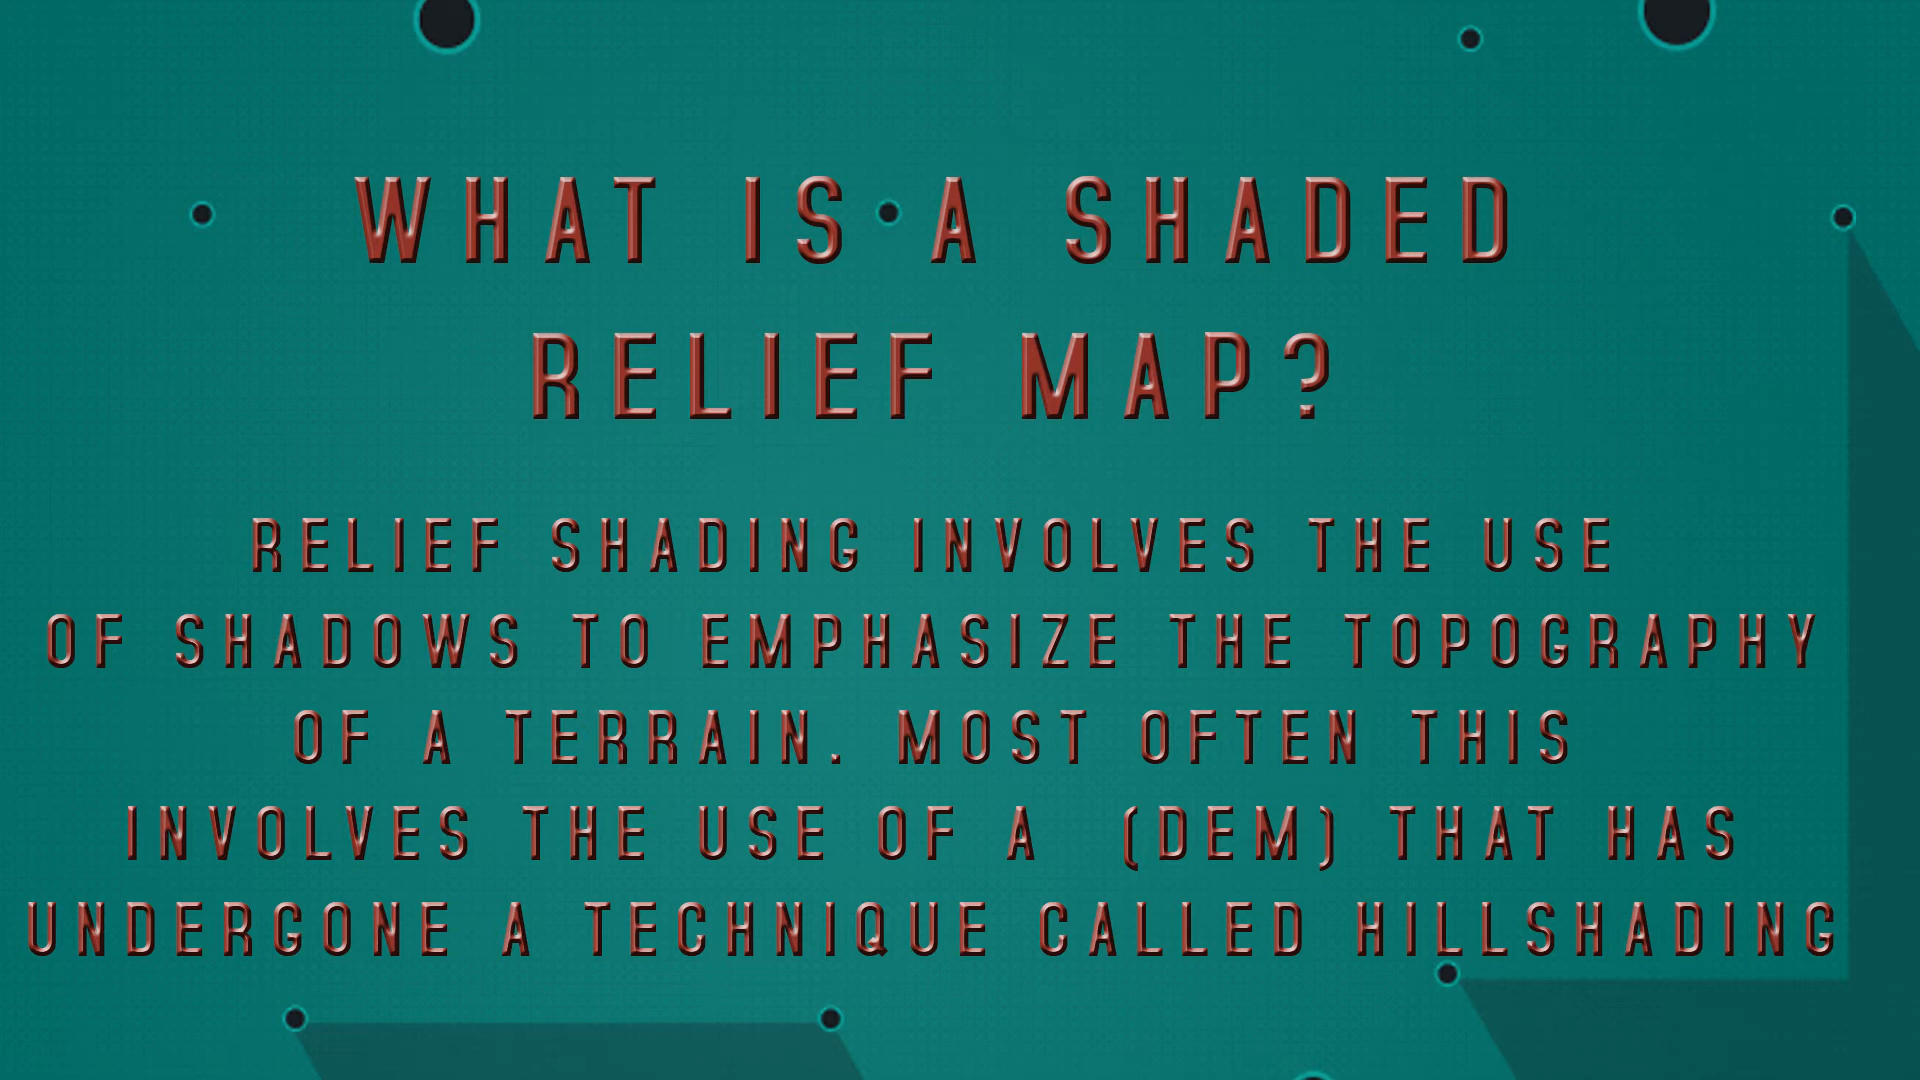 WHAT IS A SHADED
RELIEF MAP?
RELIEF SHADING INVOLVES THE USE
OF SHADOWS TO EMPHASIZE THE TOPOGRAPHY
OF A TERRAIN. MOST OFTEN THIS
INVOLVES THE USE OF A (DEM) THAT HAS
UNDERGONE A TECHNIQUE CALLED HILLSHADING